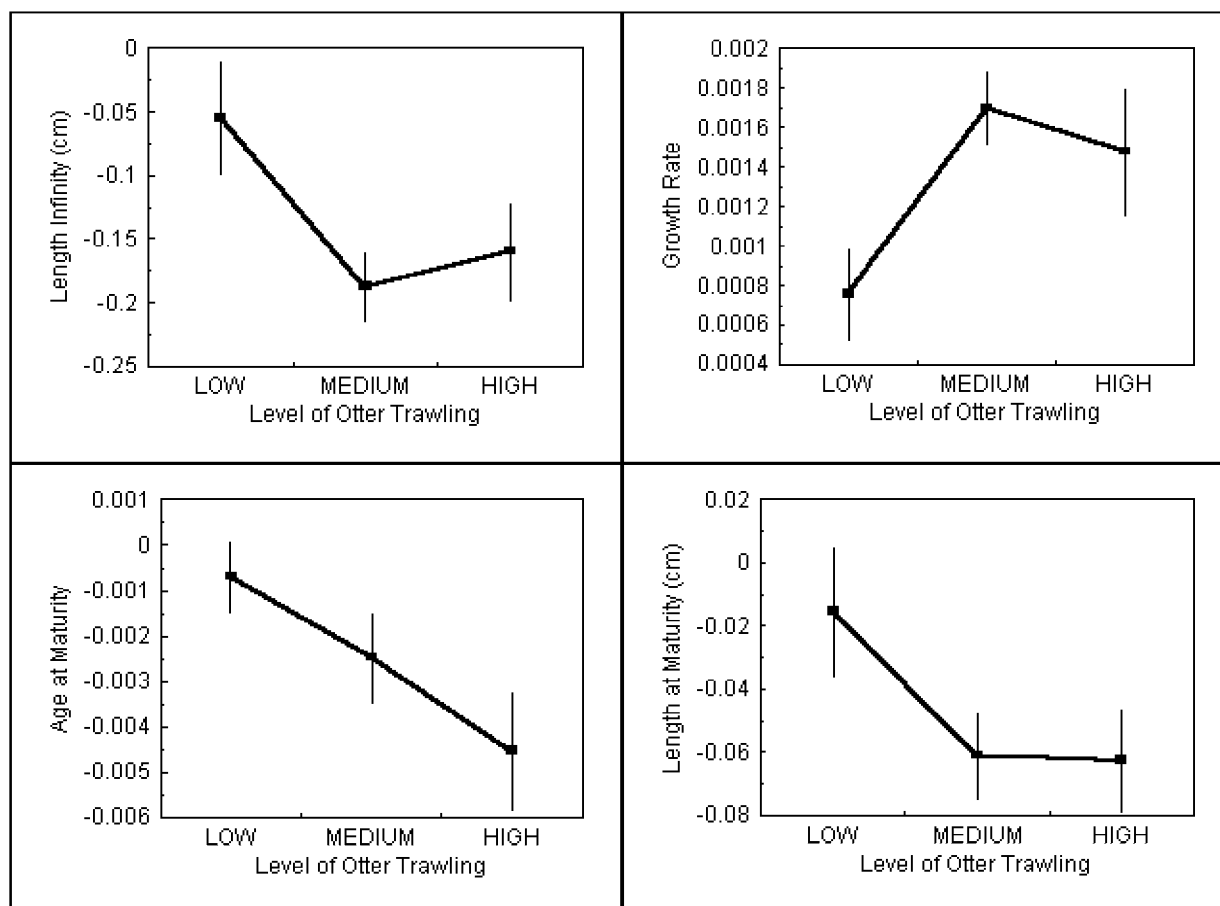 Length Infinity (cm)
0
-0.05
-0.1
-0.15
-0.2
-0.25
LOW MEDIUM HIGH
Level of Otter Trawling
Growth Rate
0.002
0.0018
0.0016
0.0014
0.0012
0.001
0.0008
0.0006
0.0004
LOW MEDIUM HIGH
Level of Otter Trawling
Age at Maturity
0.001
0
-0.001
-0.002
-0.003
-0.004
-0.005
-0.006
LOW MEDIUM HIGH
Level of Otter Trawling
Length at Maturity (cm)
0.02
0
-0.02
-0.04
-0.06
-0.08
LOW MEDIUM HIGH
Level of Otter Trawling